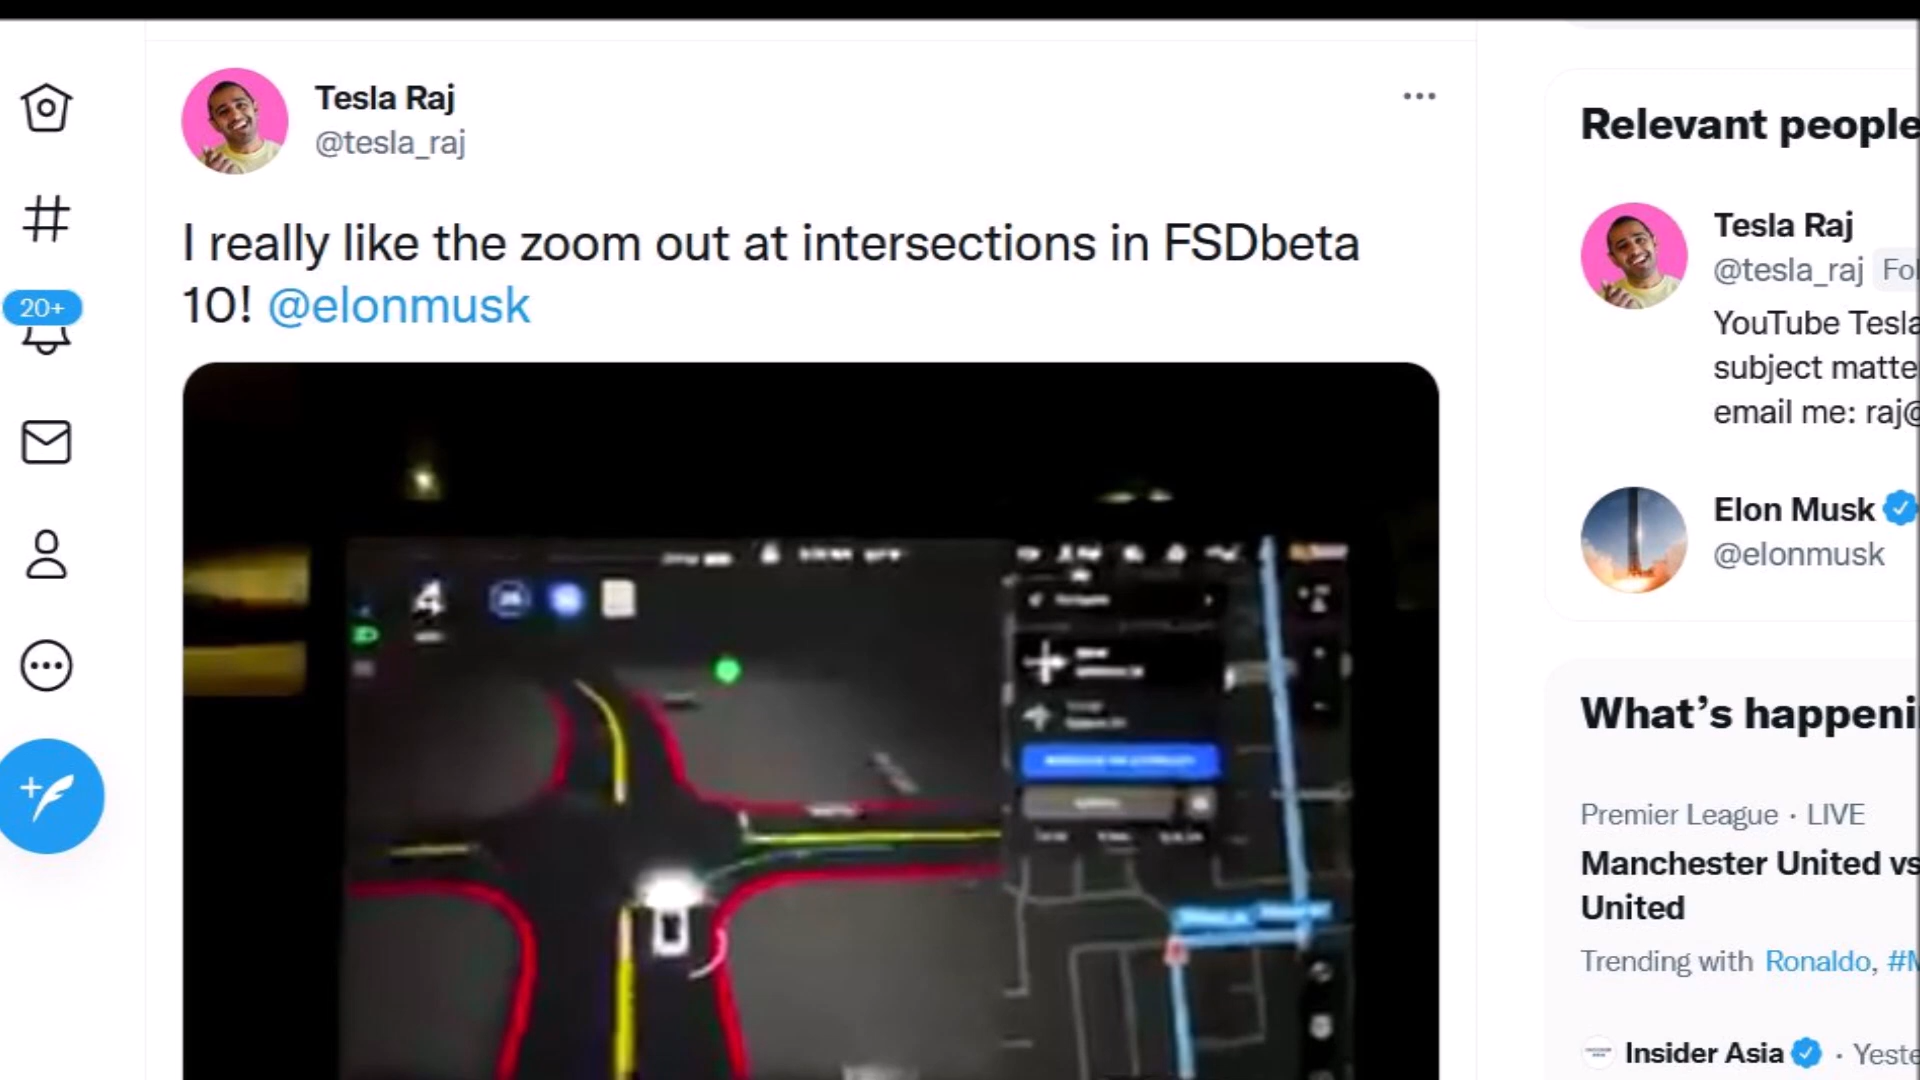 Tesla Raj
@tesla_raj
I really like the zoom out at intersections in FSDbeta
10! @elonmusk
20+
4
Relevant people
Tesla Raj
@tesla_raj Fol
YouTube Tesla
subject matte
email me: raj@
Elon Musk
@elonmusk
What's happeni
Premier League · LIVE
Manchester United vs
United
Trending with Ronaldo, #M
Insider Asia · Yeste